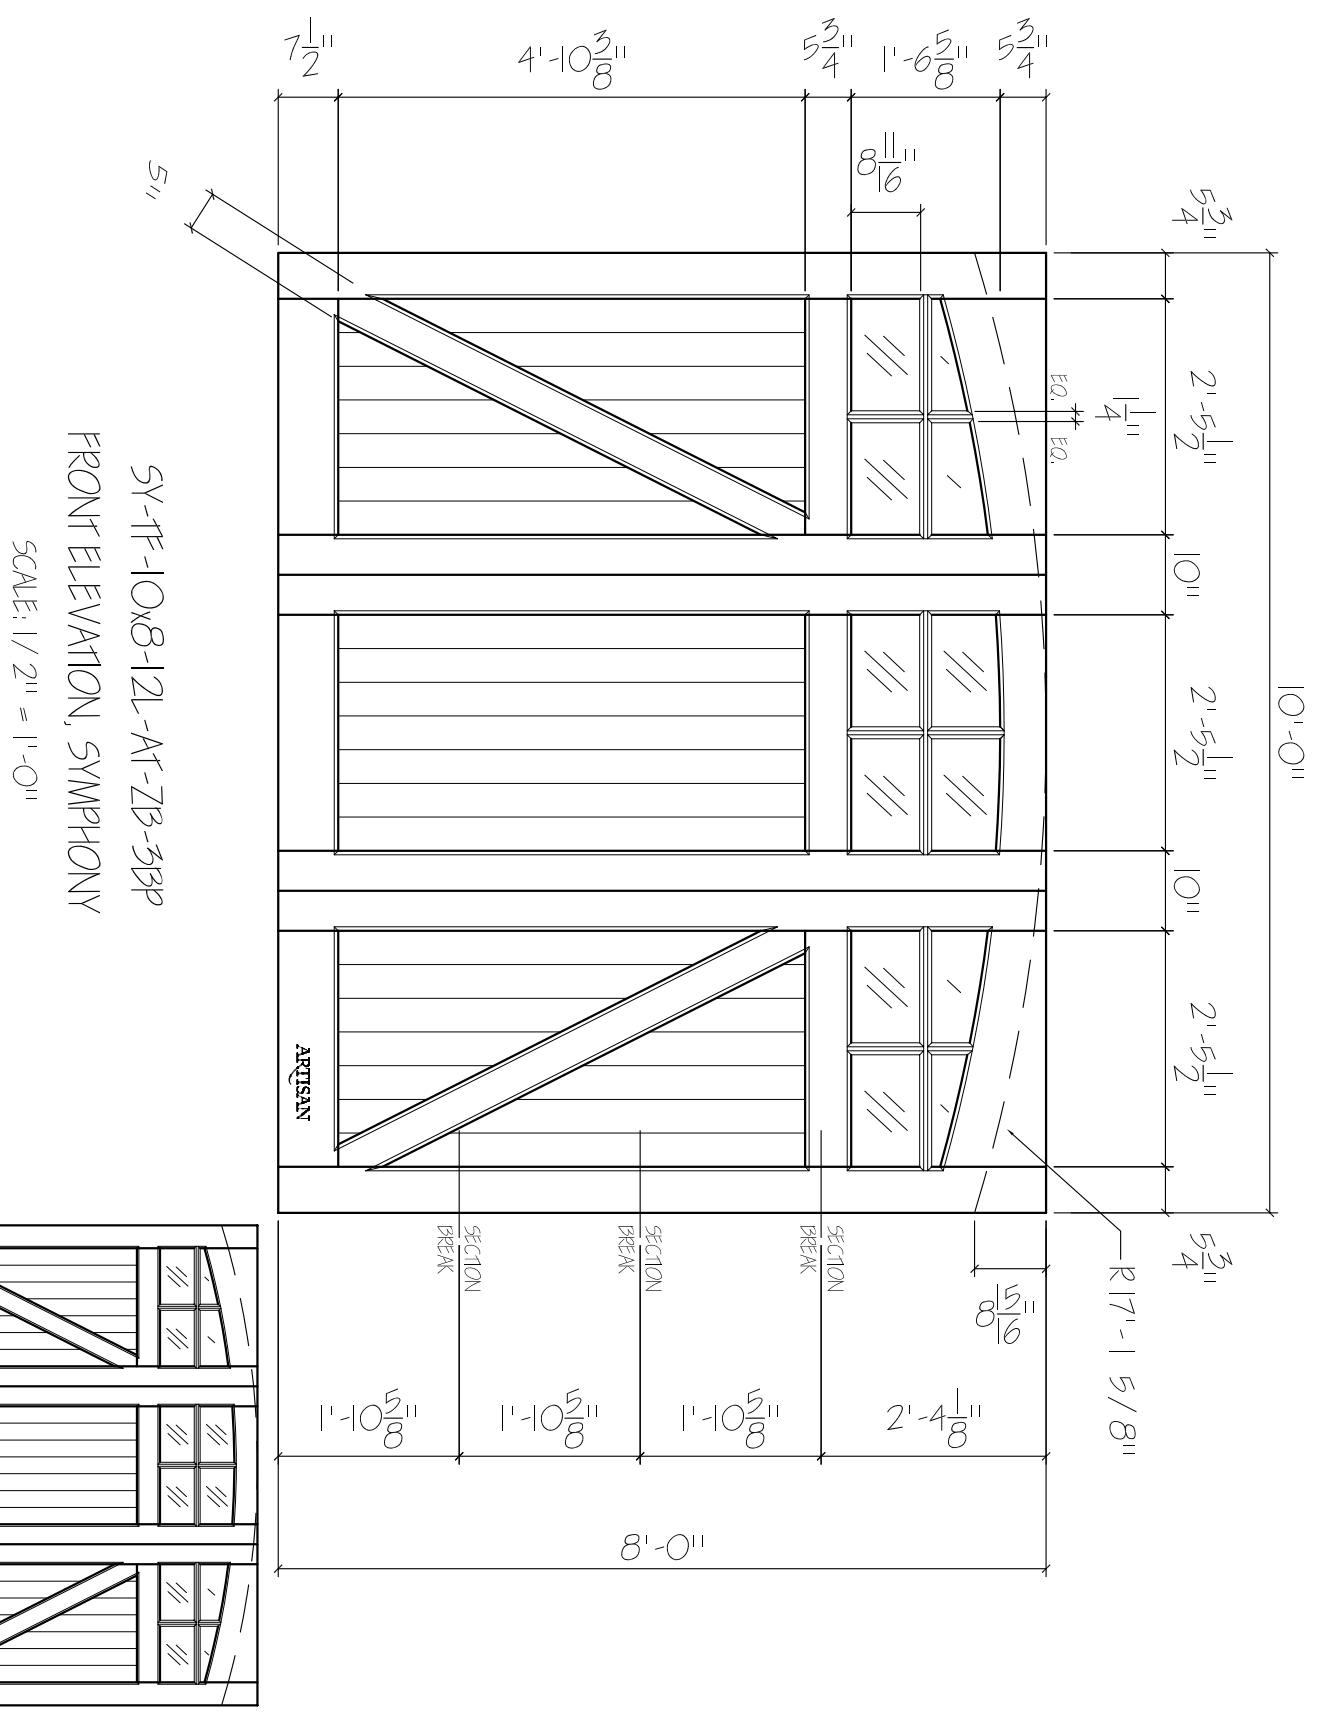 10'-0"
5 3/4"
2'-5 1/2"
10"
2'-5 1/2"
10"
2'-5 1/2"
5 3/4"
1 1/4"
EQ.
EQ.
R 17'-1 5/8"
5 3/4"
1'-6 5/8"
8 11/16"
5 3/4"
4'-10 3/8"
7 1/2"
5"
8 15/16"
2'-4 1/8"
SECTION
BREAK
1'-10 5/8"
SECTION
BREAK
1'-10 5/8"
SECTION
BREAK
1'-10 5/8"
8'-0"
ARTISAN
SY-TF-10x8-12L-AT-ZB-3BP
FRONT ELEVATION, SYMPHONY
SCALE: 1/2" = 1'-0"